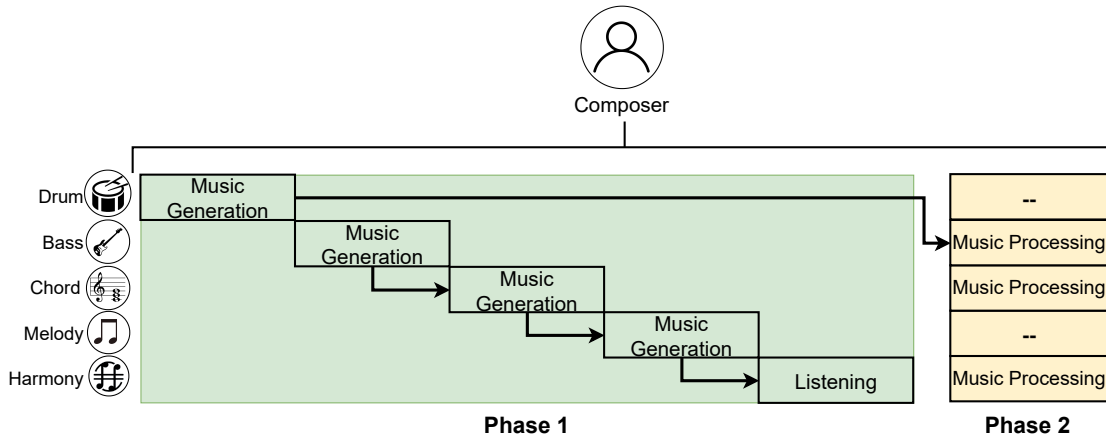 Composer
Drum
Music
Generation
--
Bass
Music
Generation
Music Processing
Chord
Music
Generation
Music Processing
Melody
Music
Generation
--
Harmony
Listening
Music Processing
Phase 1
Phase 2